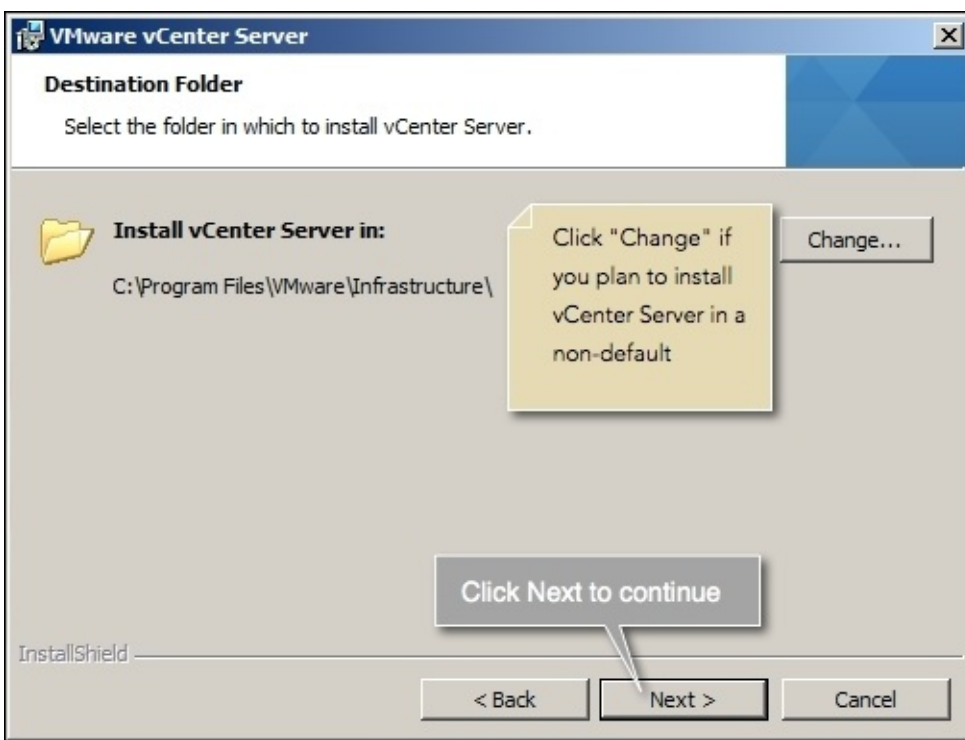 VMware vCenter Server
Destination Folder
Select the folder in which to install vCenter Server.
Install vCenter Server in:
C:\Program Files\VMware\Infrastructure\
Click "Change" if
you plan to install
vCenter Server in a
non-default
Change...
Click Next to continue
InstallShield
< Back
Next >
Cancel